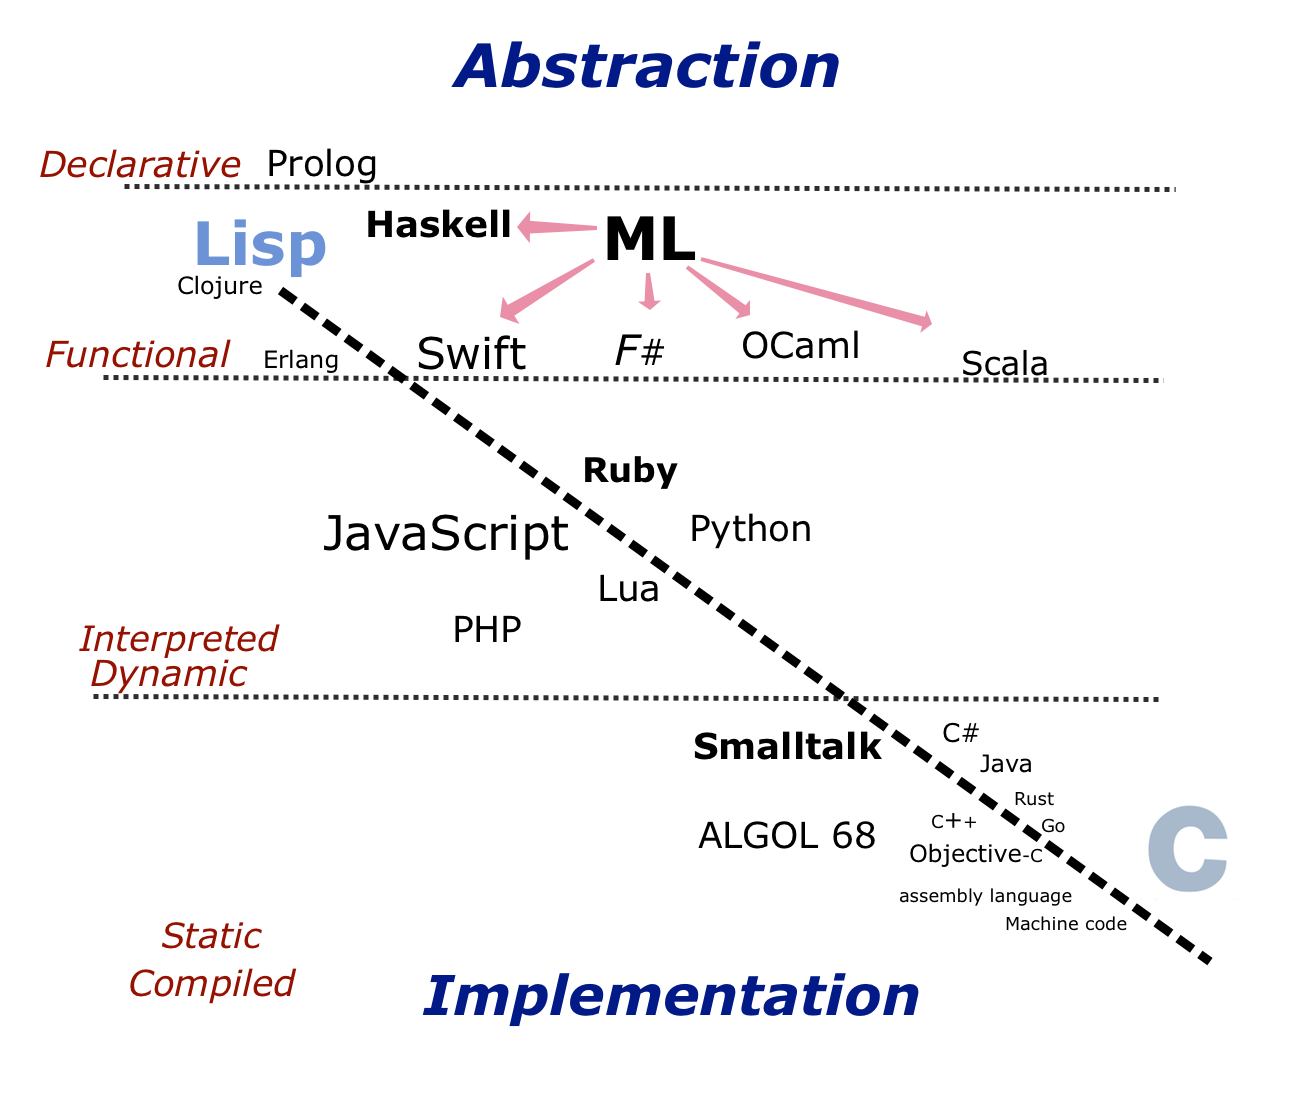 Abstraction
Declarative Prolog
Haskell ML
Lisp
Clojure
Functional Erlang Swift F# OCaml Scala
Ruby
JavaScript Python
Lua
PHP
Interpreted
Dynamic
Smalltalk C#
Java
Rust
C++ Go
ALGOL 68
Objective-C
C
assembly language
Machine code
Static
Compiled
Implementation